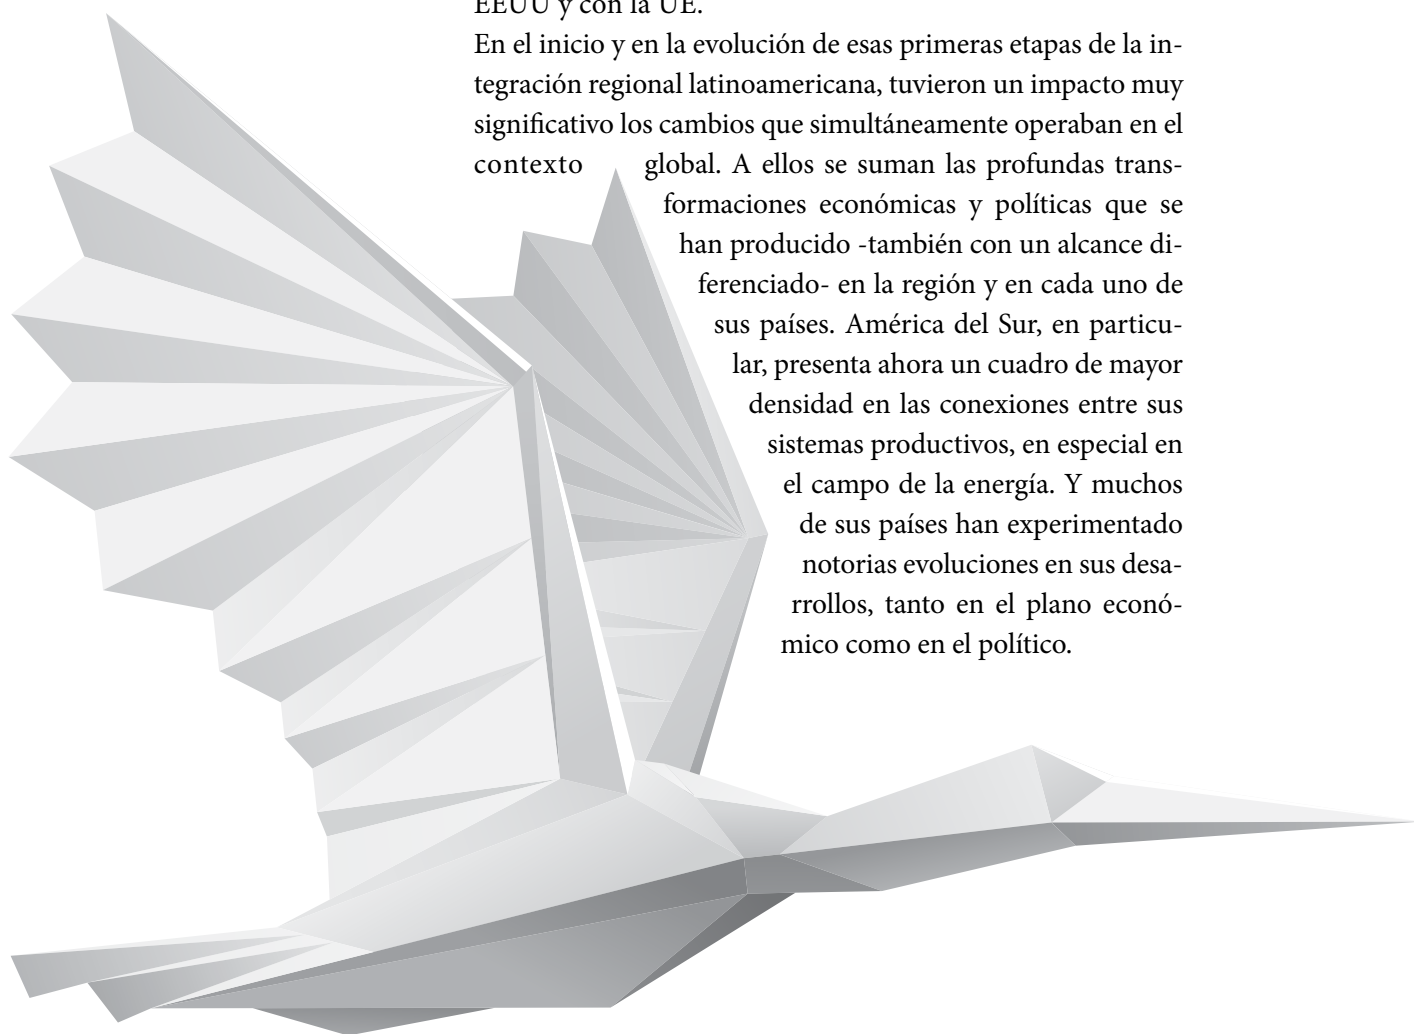 EEUU y con la UE.
En el inicio y en la evolución de esas primeras etapas de la in-
tegración regional latinoamericana, tuvieron un impacto muy
significativo los cambios que simultáneamente operaban en el
contexto global. A ellos se suman las profundas trans-
formaciones económicas y políticas que se
han producido -también con un alcance di-
ferenciado- en la región y en cada uno de
sus países. América del Sur, en particu-
lar, presenta ahora un cuadro de mayor
densidad en las conexiones entre sus
sistemas productivos, en especial en
el campo de la energía. Y muchos
de sus países han experimentado
notorias evoluciones en sus desa-
rrollos, tanto en el plano econó-
mico como en el político.